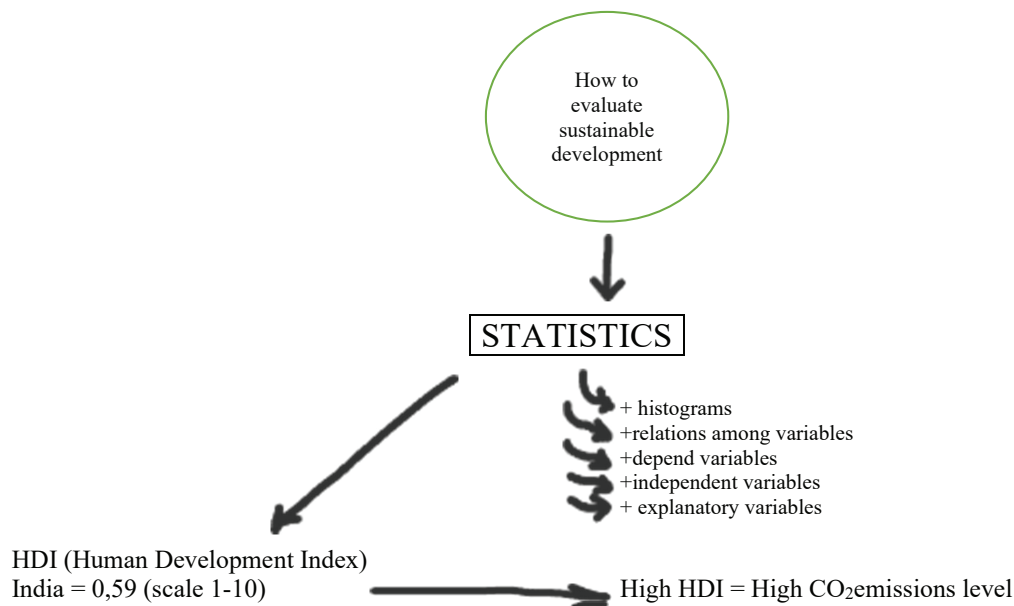 How to
evaluate
sustainable
development
STATISTICS
+ histograms
+relations among variables
+depend variables
+independent variables
+ explanatory variables
HDI (Human Development Index)
India = 0,59 (scale 1-10)
High HDI = High CO₂emissions level